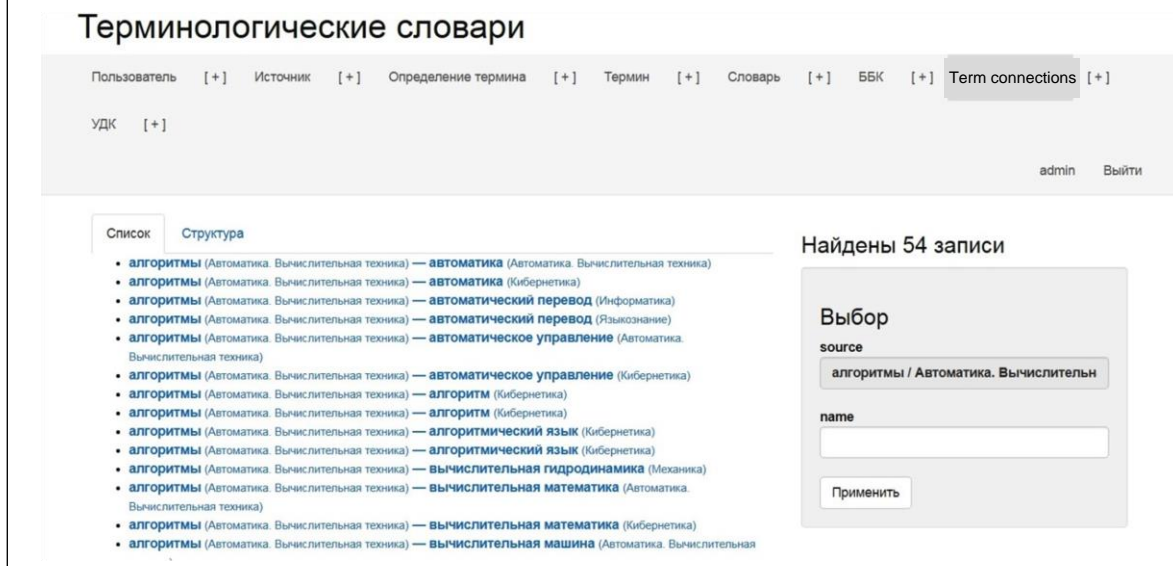 Терминологические словари
Пользователь [ + ] Источник [ + ] Определение термина [ + ] Термин [ + ] Словарь [ + ] ББК [ + ] Term connections [ + ]
УДК [ + ]
admin Выйти
Список Структура
Найдены 54 записи
• алгоритмы (Автоматика. Вычислительная техника) — автоматика (Автоматика. Вычислительная техника)
• алгоритмы (Автоматика. Вычислительная техника) — автоматика (Кибернетика)
• алгоритмы (Автоматика. Вычислительная техника) — автоматический перевод (Информатика)
• алгоритмы (Автоматика. Вычислительная техника) — автоматический перевод (Языкознание)
• алгоритмы (Автоматика. Вычислительная техника) — автоматическое управление (Автоматика.
Вычислительная техника)
• алгоритмы (Автоматика. Вычислительная техника) — автоматическое управление (Кибернетика)
• алгоритмы (Автоматика. Вычислительная техника) — алгоритм (Кибернетика)
• алгоритмы (Автоматика. Вычислительная техника) — алгоритм (Кибернетика)
• алгоритмы (Автоматика. Вычислительная техника) — алгоритмический язык (Кибернетика)
• алгоритмы (Автоматика. Вычислительная техника) — алгоритмический язык (Кибернетика)
• алгоритмы (Автоматика. Вычислительная техника) — вычислительная гидродинамика (Механика)
• алгоритмы (Автоматика. Вычислительная техника) — вычислительная математика (Автоматика.
Вычислительная техника)
• алгоритмы (Автоматика. Вычислительная техника) — вычислительная математика (Кибернетика)
• алгоритмы (Автоматика. Вычислительная техника) — вычислительная машина (Автоматика. Вычислительная
Выбор
source
алгоритмы / Автоматика. Вычислительн
name
Применить